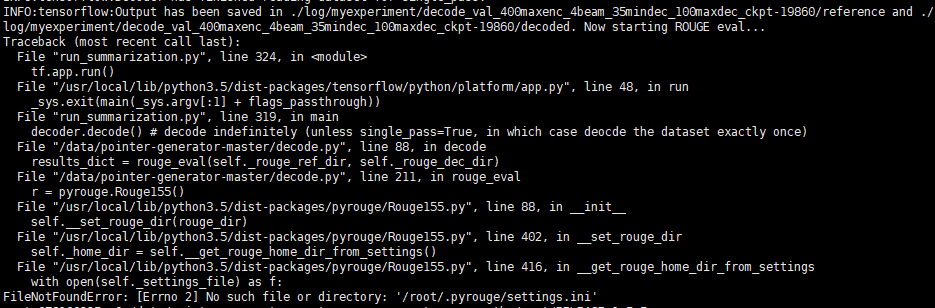 INFO:tensorflow:Output has been saved in ./log/myexperiment/decode_val_400maxenc_4beam_35mindec_100maxdec_ckpt-19860/reference and ./
log/myexperiment/decode_val_400maxenc_4beam_35mindec_100maxdec_ckpt-19860/decoded. Now starting ROUGE eval...
Traceback (most recent call last):
  File "run_summarization.py", line 324, in <module>
    tf.app.run()
  File "/usr/local/lib/python3.5/dist-packages/tensorflow/python/platform/app.py", line 48, in run
    _sys.exit(main(_sys.argv[:1] + flags_passthrough))
  File "run_summarization.py", line 319, in main
    decoder.decode() # decode indefinitely (unless single_pass=True, in which case deocde the dataset exactly once)
  File "/data/pointer-generator-master/decode.py", line 88, in decode
    results_dict = rouge_eval(self._rouge_ref_dir, self._rouge_dec_dir)
  File "/data/pointer-generator-master/decode.py", line 211, in rouge_eval
    r = pyrouge.Rouge155()
  File "/usr/local/lib/python3.5/dist-packages/pyrouge/Rouge155.py", line 88, in __init__
    self.__set_rouge_dir(rouge_dir)
  File "/usr/local/lib/python3.5/dist-packages/pyrouge/Rouge155.py", line 402, in __set_rouge_dir
    self._home_dir = self.__get_rouge_home_dir_from_settings()
  File "/usr/local/lib/python3.5/dist-packages/pyrouge/Rouge155.py", line 416, in __get_rouge_home_dir_from_settings
    with open(self._settings_file) as f:
FileNotFoundError: [Errno 2] No such file or directory: '/root/.pyrouge/settings.ini'